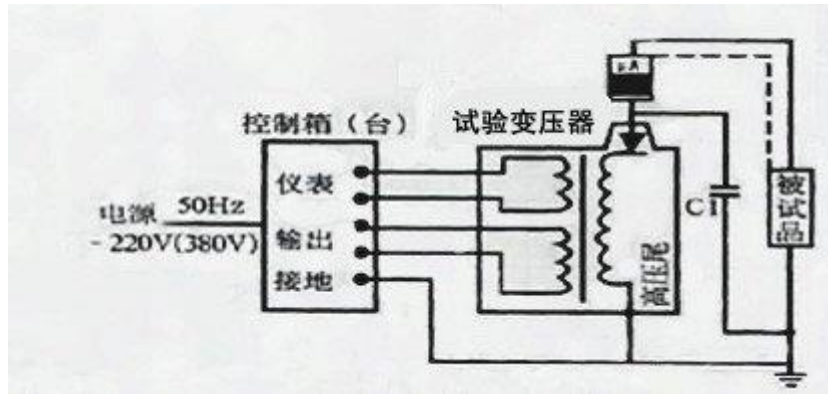 μA
控制箱（台）
试验变压器
仪表
电源
50Hz
~220V(380V)
输出
接地
高压尾
C1
被试品